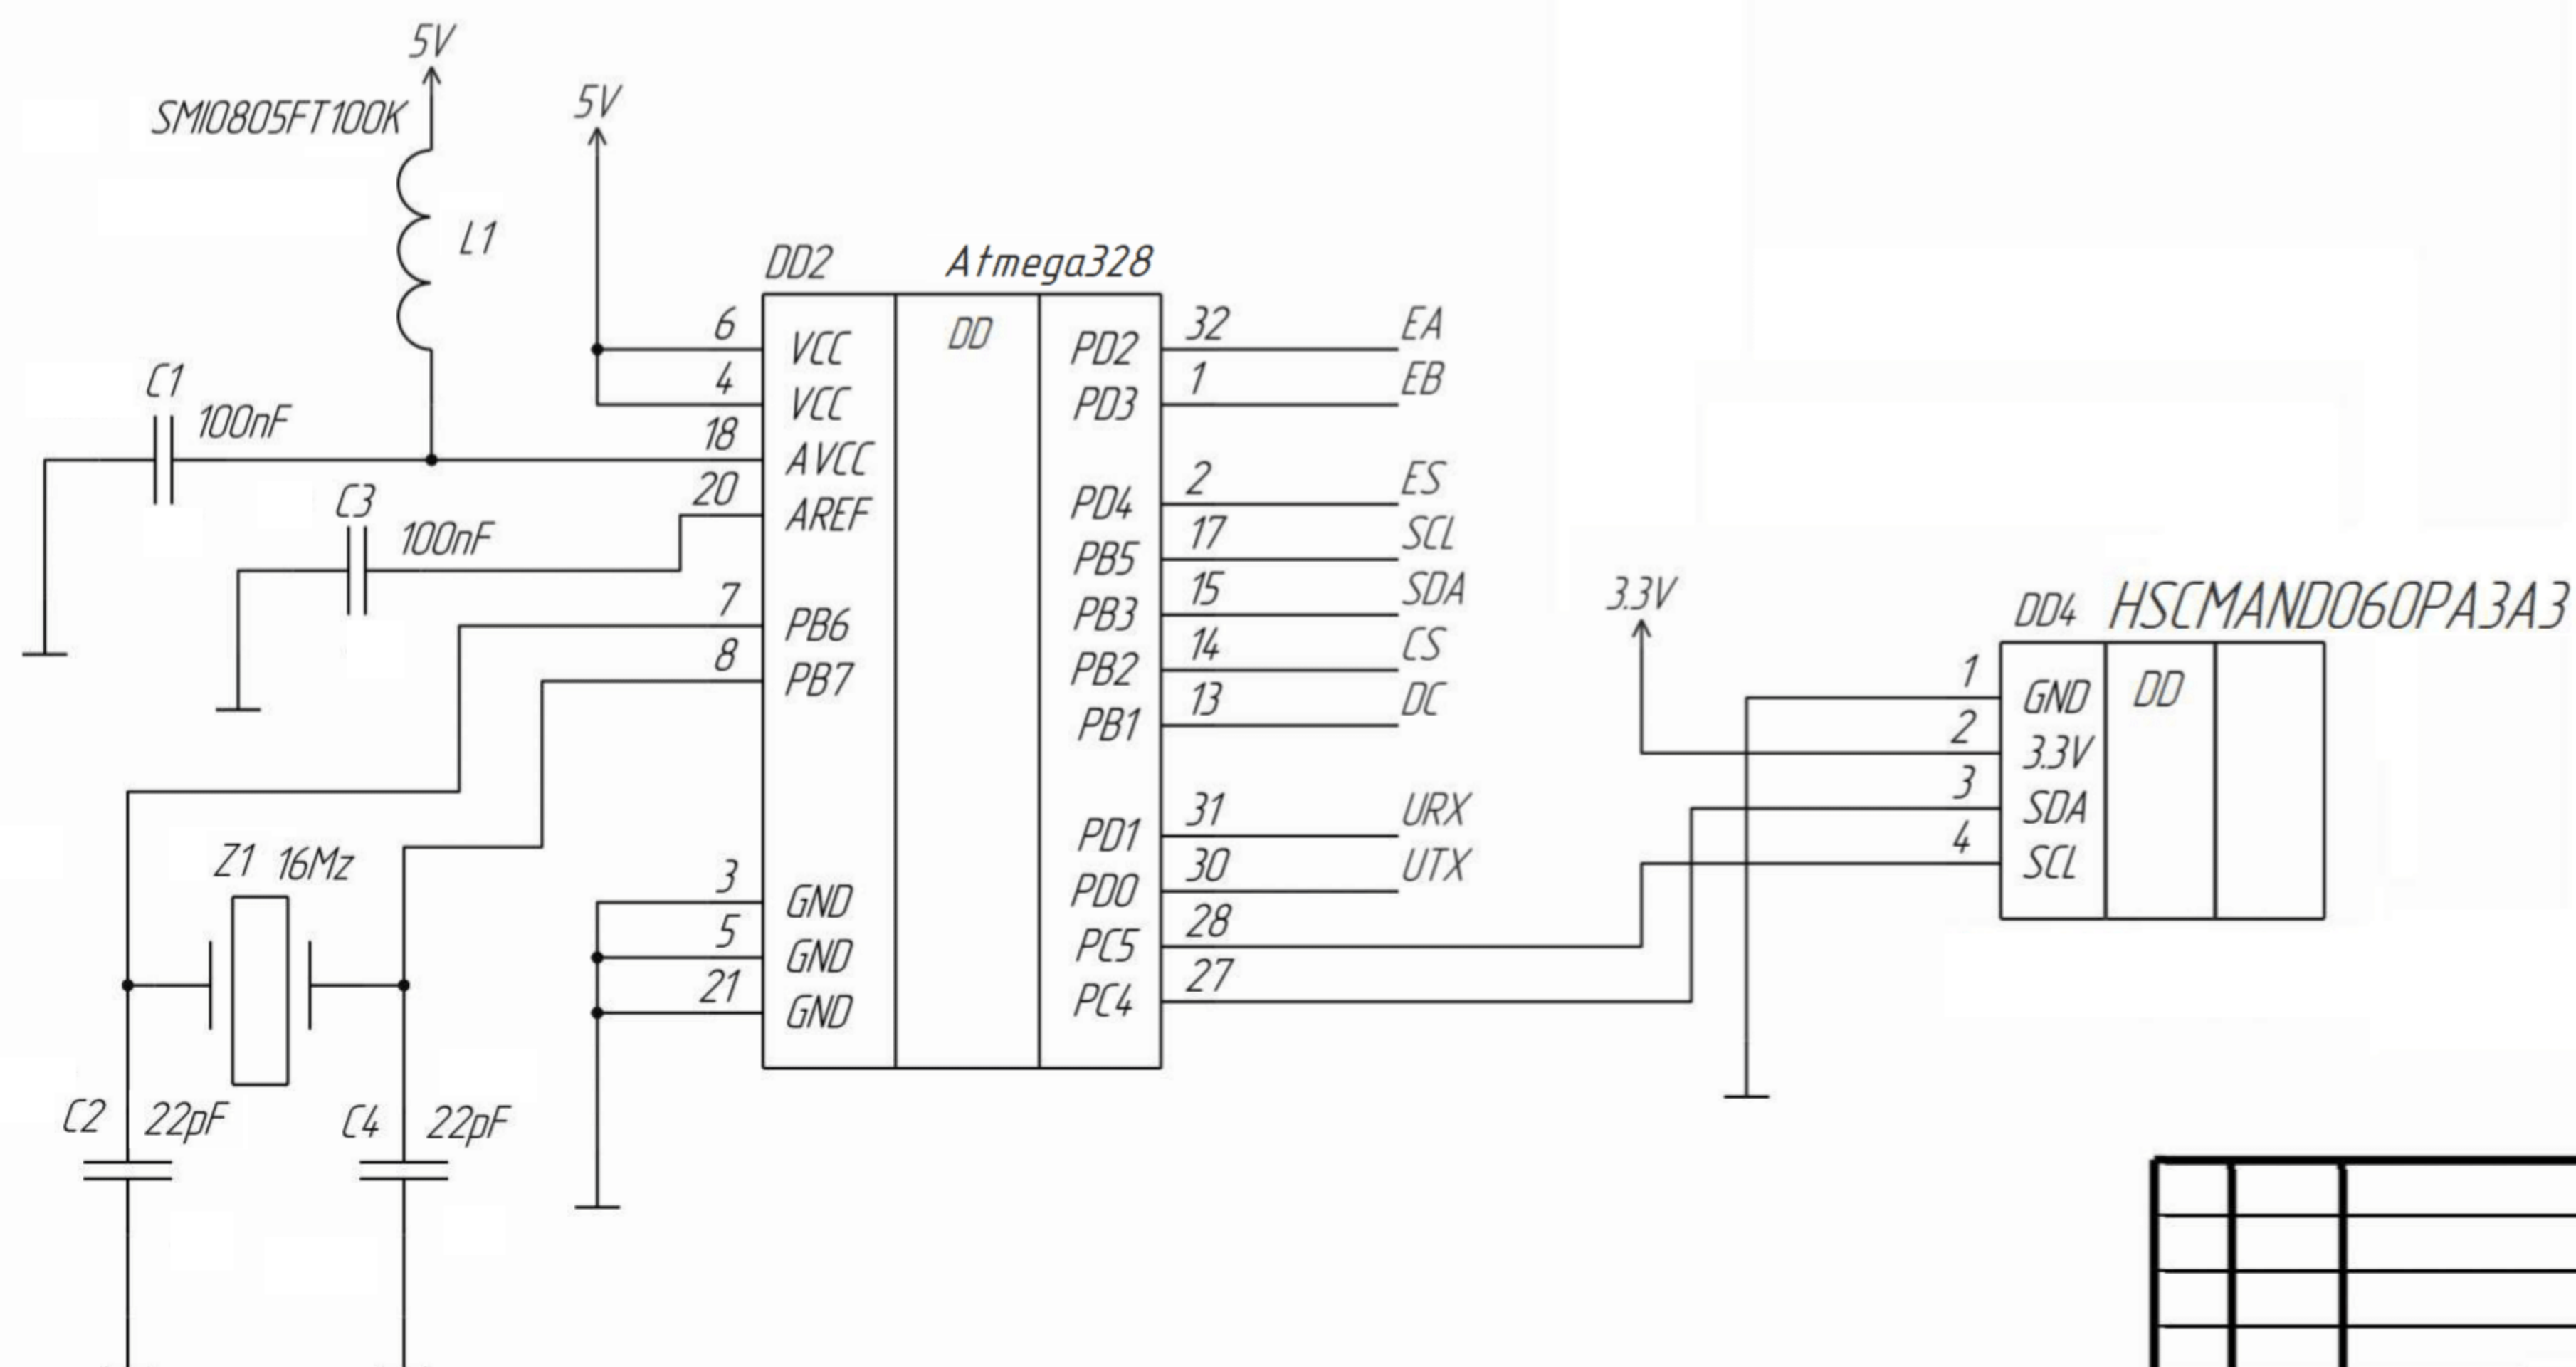 5V
SMI0805FT100K
L1
5V
C1
100nF
C3
100nF
DD2 Atmega328
DD
6 VCC
4 VCC
18 AVCC
20 AREF
7 PB6
8 PB7
3 GND
5 GND
21 GND
PD2 32 EA
PD3 1 EB
PD4 2 ES
PB5 17 SCL
PB3 15 SDA
PB2 14 CS
PB1 13 DC
PD1 31 URX
PD0 30 UTX
PC5 28
PC4 27
Z1 16Mz
C2 22pF
C4 22pF
3.3V
DD4 HSCMAND060PA3A3
DD
1 GND
2 3.3V
3 SDA
4 SCL